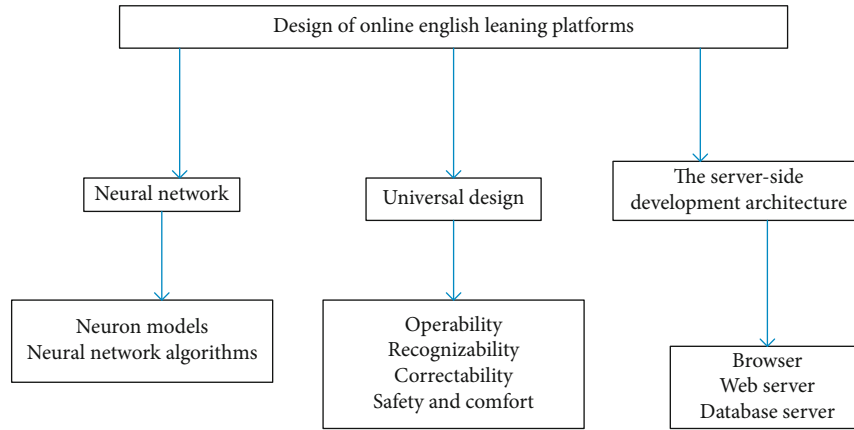 Design of online english leaning platforms
Neural network
Universal design
The server-side
development architecture
Neuron models
Neural network algorithms
Operability
Recognizability
Correctability
Safety and comfort
Browser
Web server
Database server